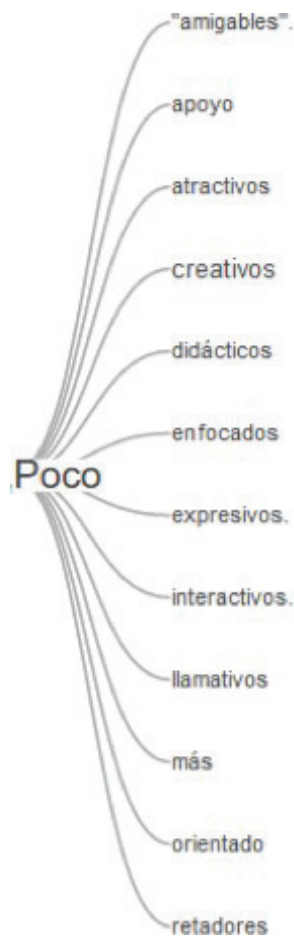 "amigables".
apoyo
atractivos
creativos
didácticos
enfocados
Poco
expresivos.
interactivos.
llamativos
más
orientado
retadores